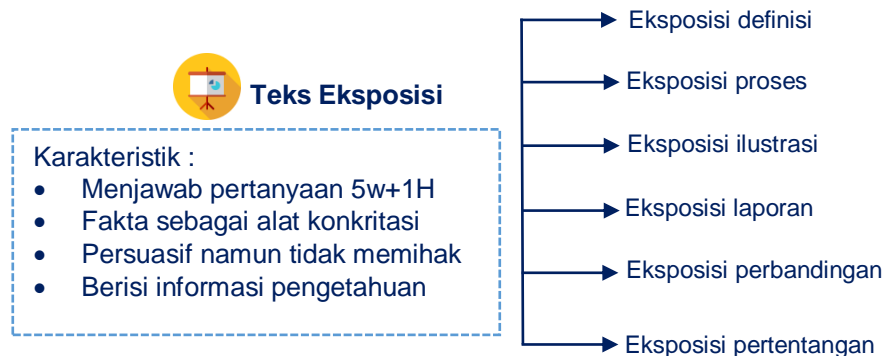 Teks Eksposisi
Karakteristik :
• Menjawab pertanyaan 5w+1H
• Fakta sebagai alat konkritasi
• Persuasif namun tidak memihak
• Berisi informasi pengetahuan
Eksposisi definisi
Eksposisi proses
Eksposisi ilustrasi
Eksposisi laporan
Eksposisi perbandingan
Eksposisi pertentangan